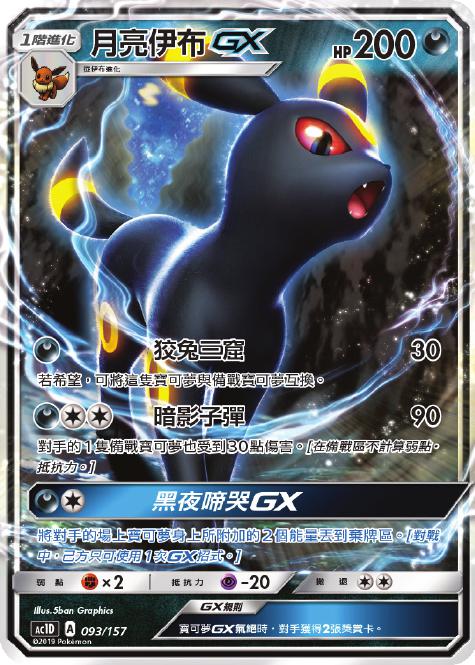 1階進化 月亮伊布GX HP200
從伊布進化
狡兔三窟 30
若希望，可將這隻寶可夢與備戰寶可夢互換。
暗影子彈 90
對手的1隻備戰寶可夢也受到30點傷害。[在備戰區不計算弱點、
抵抗力。]
黑夜啼哭GX
將對手的場上寶可夢身上所附加的2個能量丟到棄牌區。[對戰
中，己方只可使用1次GX招式。]
弱點 ×2 抵抗力 -20 撤退
Illus.5ban Graphics
GX規則
AC1D A 093/157
寶可夢GX氣絕時，對手獲得2張獎賞卡。
©2019 Pokémon